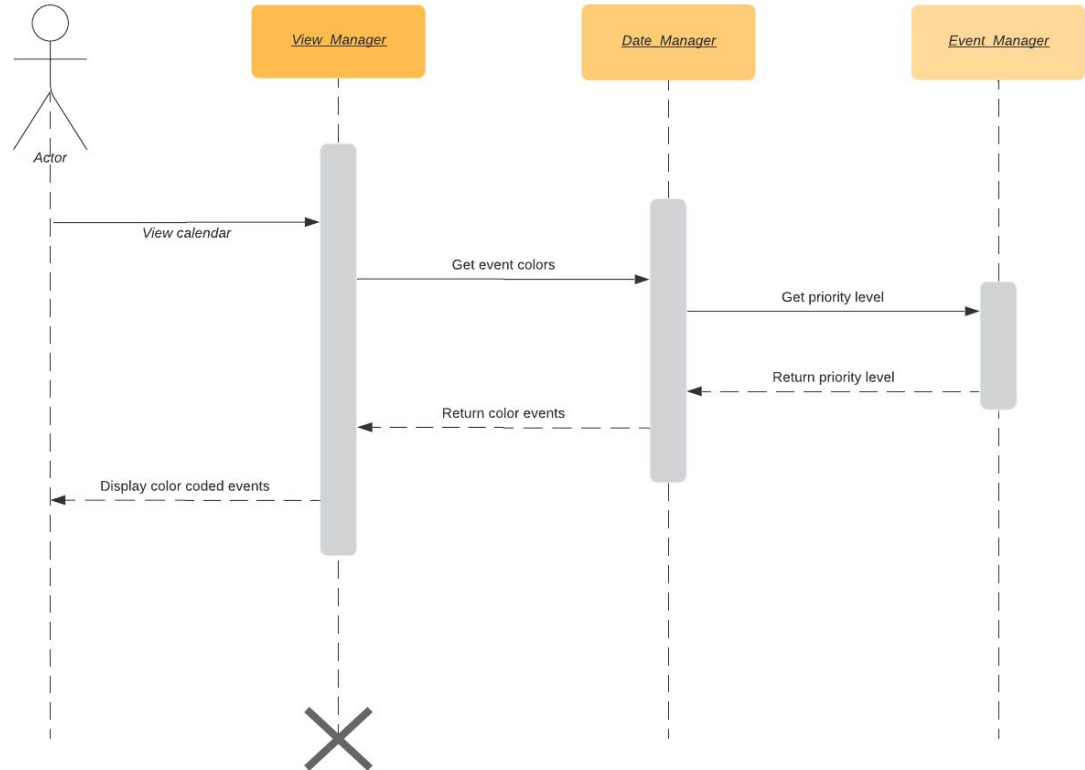 View_Manager
Date_Manager
Event_Manager
Actor
View calendar
Get event colors
Get priority level
Return priority level
Return color events
Display color coded events